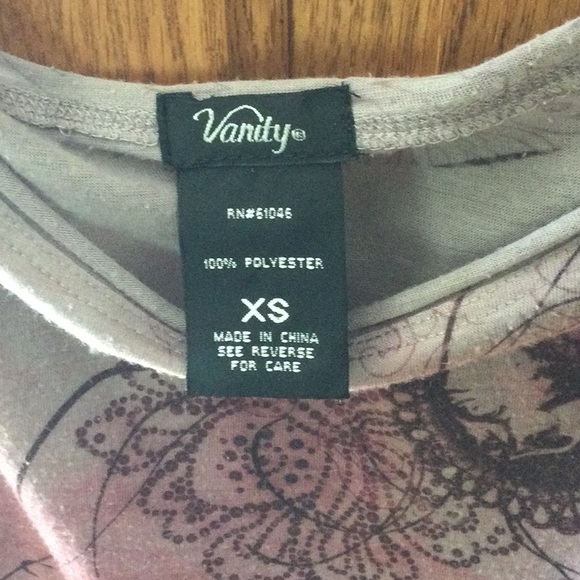 Vanity®
RN#61046
100% POLYESTER
XS
MADE IN CHINA
SEE REVERSE
FOR CARE